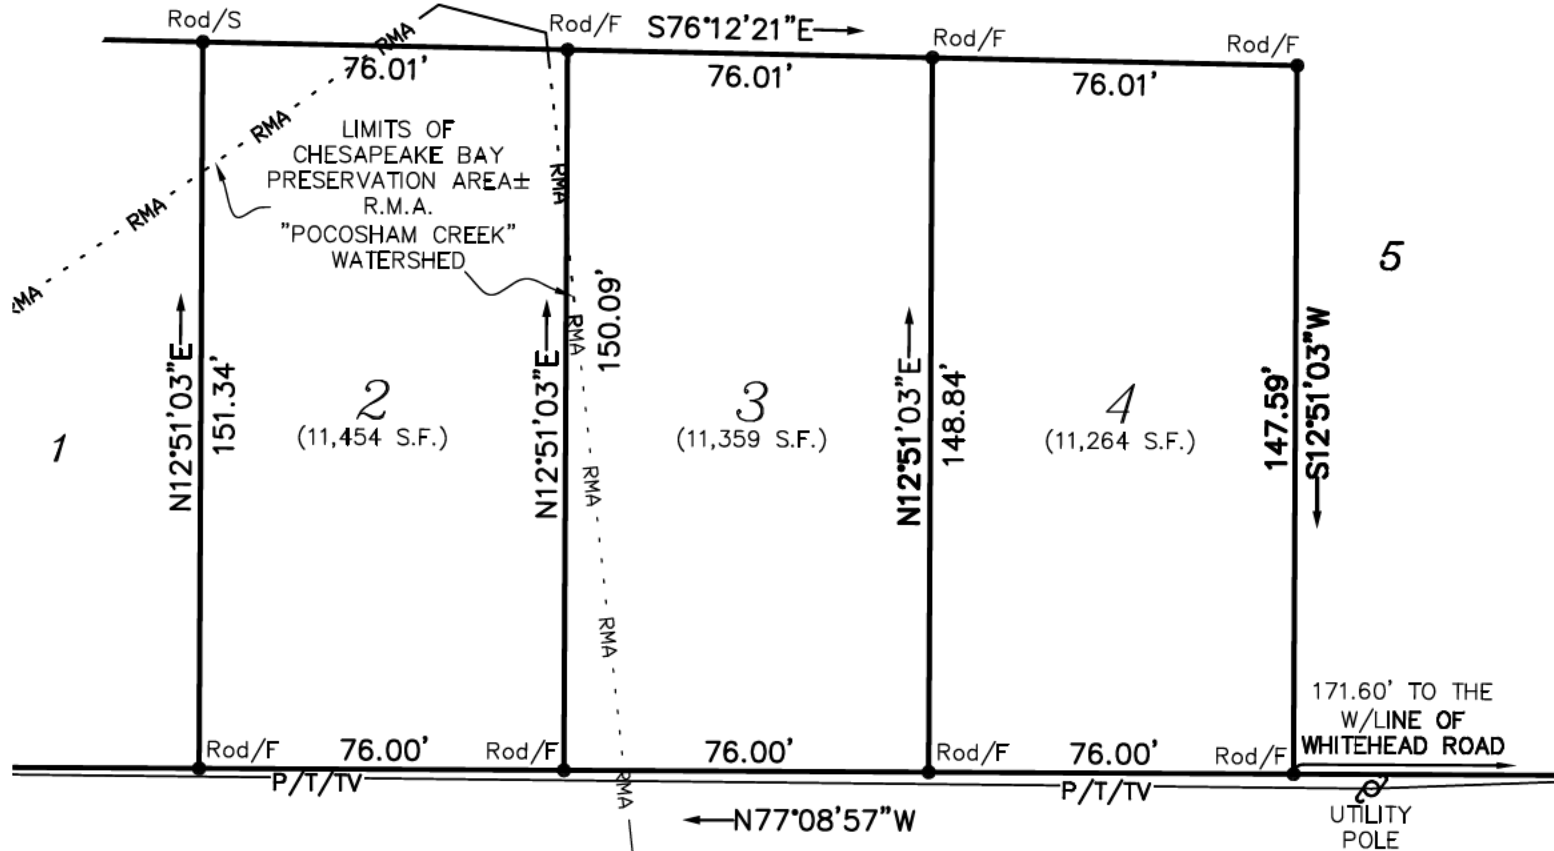 Rod/S
Rod/F
S76°12'21"E
Rod/F
Rod/F
RMA
76.01'
76.01'
76.01'
RMA
LIMITS OF
CHESAPEAKE BAY
PRESERVATION AREA±
R.M.A.
"POCOSHAM CREEK"
WATERSHED
RMA
RMA
RMA
RMA
5
N12°51'03"E
151.34'
N12°51'03"E
150.09'
N12°51'03"E
148.84'
147.59'
S12°51'03"W
1
2
(11,454 S.F.)
3
(11,359 S.F.)
4
(11,264 S.F.)
RMA
RMA
171.60' TO THE
W/LINE OF
WHITEHEAD ROAD
Rod/F
76.00'
Rod/F
76.00'
Rod/F
76.00'
Rod/F
P/T/TV
RMA
P/T/TV
N77°08'57"W
UTILITY
POLE